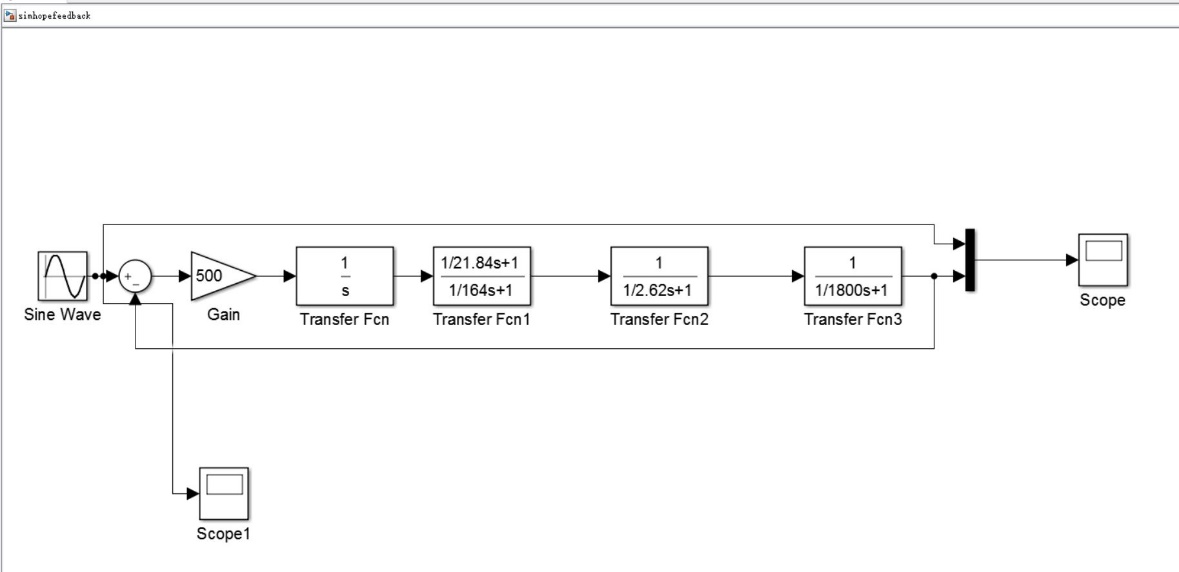 sinhopefeedback
+
−
500
1
s
1/21.84s+1
1/164s+1
1
1/2.62s+1
1
1/1800s+1
Sine Wave
Gain
Transfer Fcn
Transfer Fcn1
Transfer Fcn2
Transfer Fcn3
Scope
Scope1